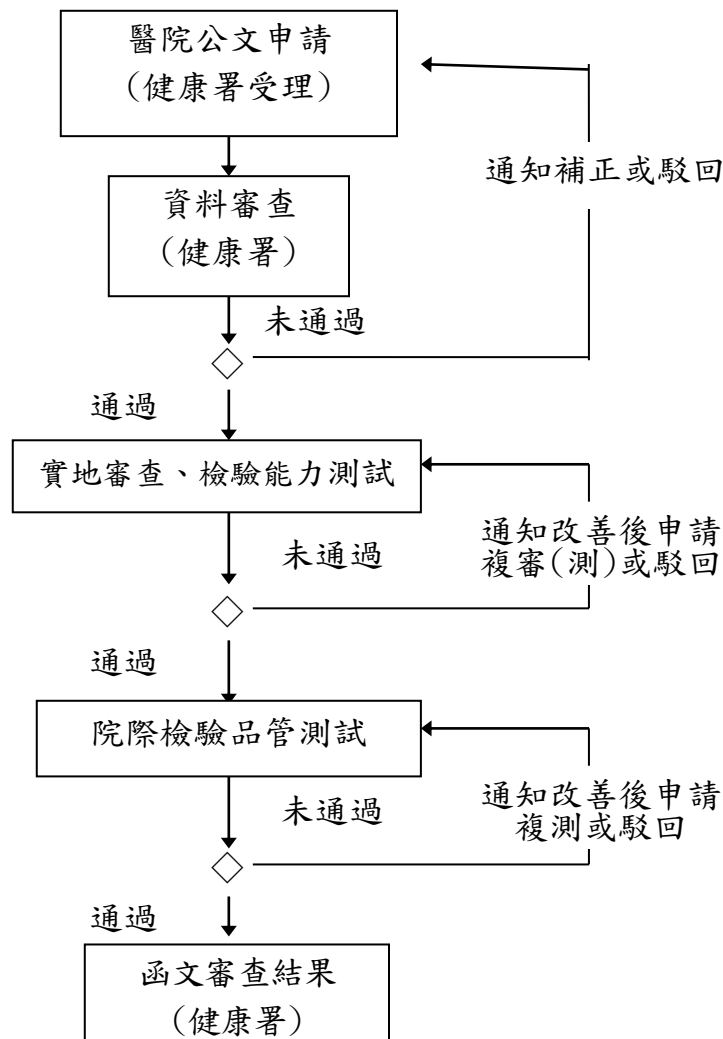 醫院公文申請
(健康署受理)
通知補正或駁回
資料審查
(健康署)
未通過
通過
實地審查、檢驗能力測試
通知改善後申請
複審(測)或駁回
未通過
通過
院際檢驗品管測試
通知改善後申請
複測或駁回
未通過
通過
函文審查結果
(健康署)